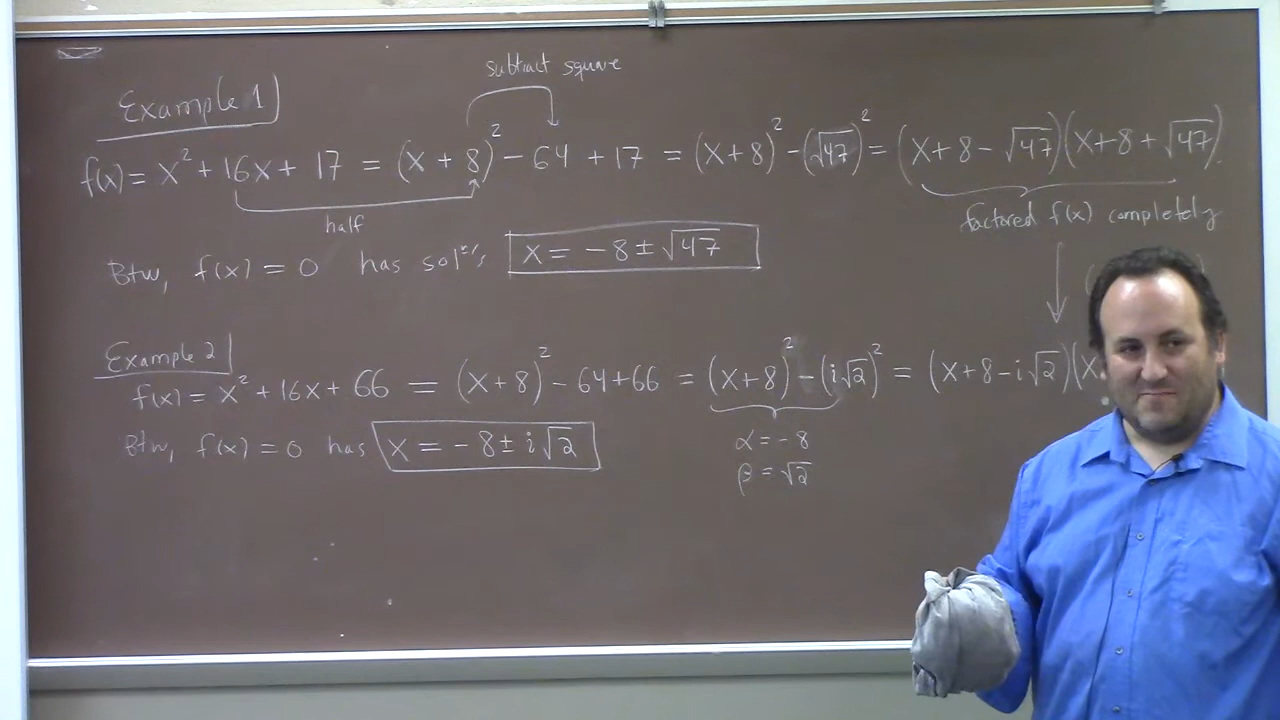 Example 1
subtract square
f(x) = x² + 16x + 17 = (x + 8)² - 64 + 17 = (x+8)² - (√47)² = (x+8-√47)(x+8+√47)
half
factored f(x) completely
Btw, f(x) = 0 has sol's x = -8 ± √47
Example 2
f(x) = x² + 16x + 66 = (x+8)² - 64+66 = (x+8)² - (i√2)² = (x+8-i√2)(x
Btw, f(x) = 0 has x = -8 ± i√2
α = -8
β = √2